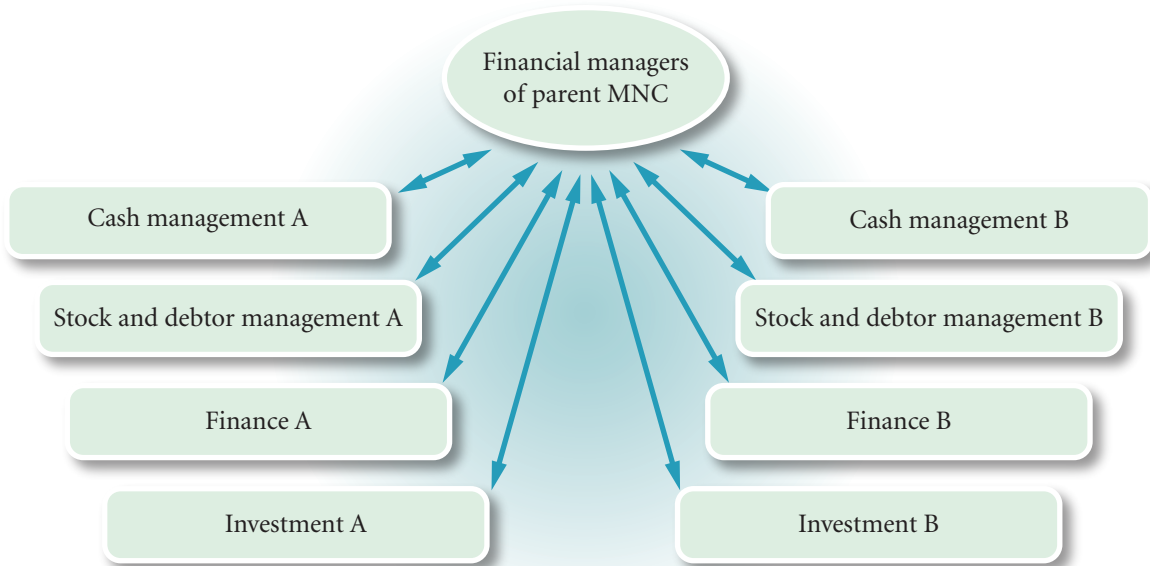 Financial managers
of parent MNC
Cash management A
Cash management B
Stock and debtor management A
Stock and debtor management B
Finance A
Finance B
Investment A
Investment B